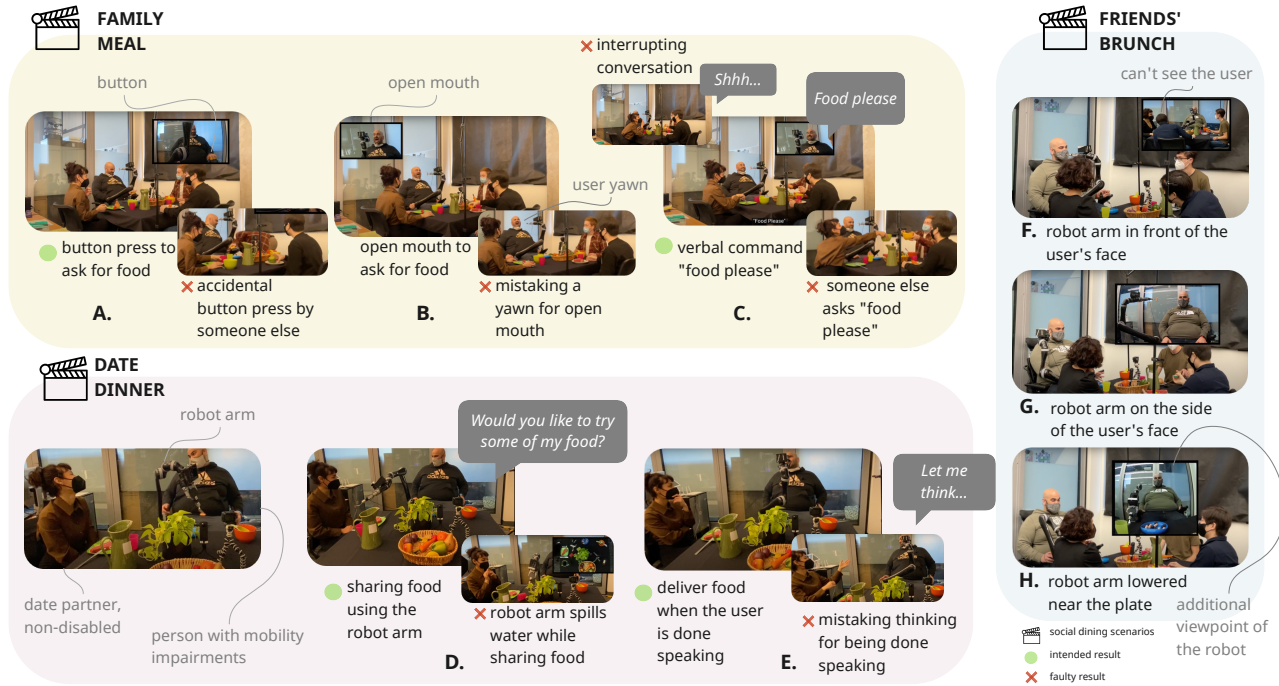 FAMILY
MEAL
button
open mouth
interrupting
conversation
Shhh...
Food please
user yawn
"Food Please"
button press to
ask for food
accidental
button press by
someone else
A.
open mouth to
ask for food
mistaking a
yawn for open
mouth
B.
verbal command
"food please"
someone else
asks "food
please"
C.
DATE
DINNER
robot arm
date partner,
non-disabled
person with mobility
impairments
Would you like to try
some of my food?
sharing food
using the
robot arm
robot arm spills
water while
sharing food
D.
Let me
think...
deliver food
when the user
is done
speaking
mistaking thinking
for being done
speaking
E.
FRIENDS'
BRUNCH
can't see the user
F. robot arm in front of the
user's face
G. robot arm on the side
of the user's face
H. robot arm lowered
near the plate
additional
viewpoint of
the robot
social dining scenarios
intended result
faulty result